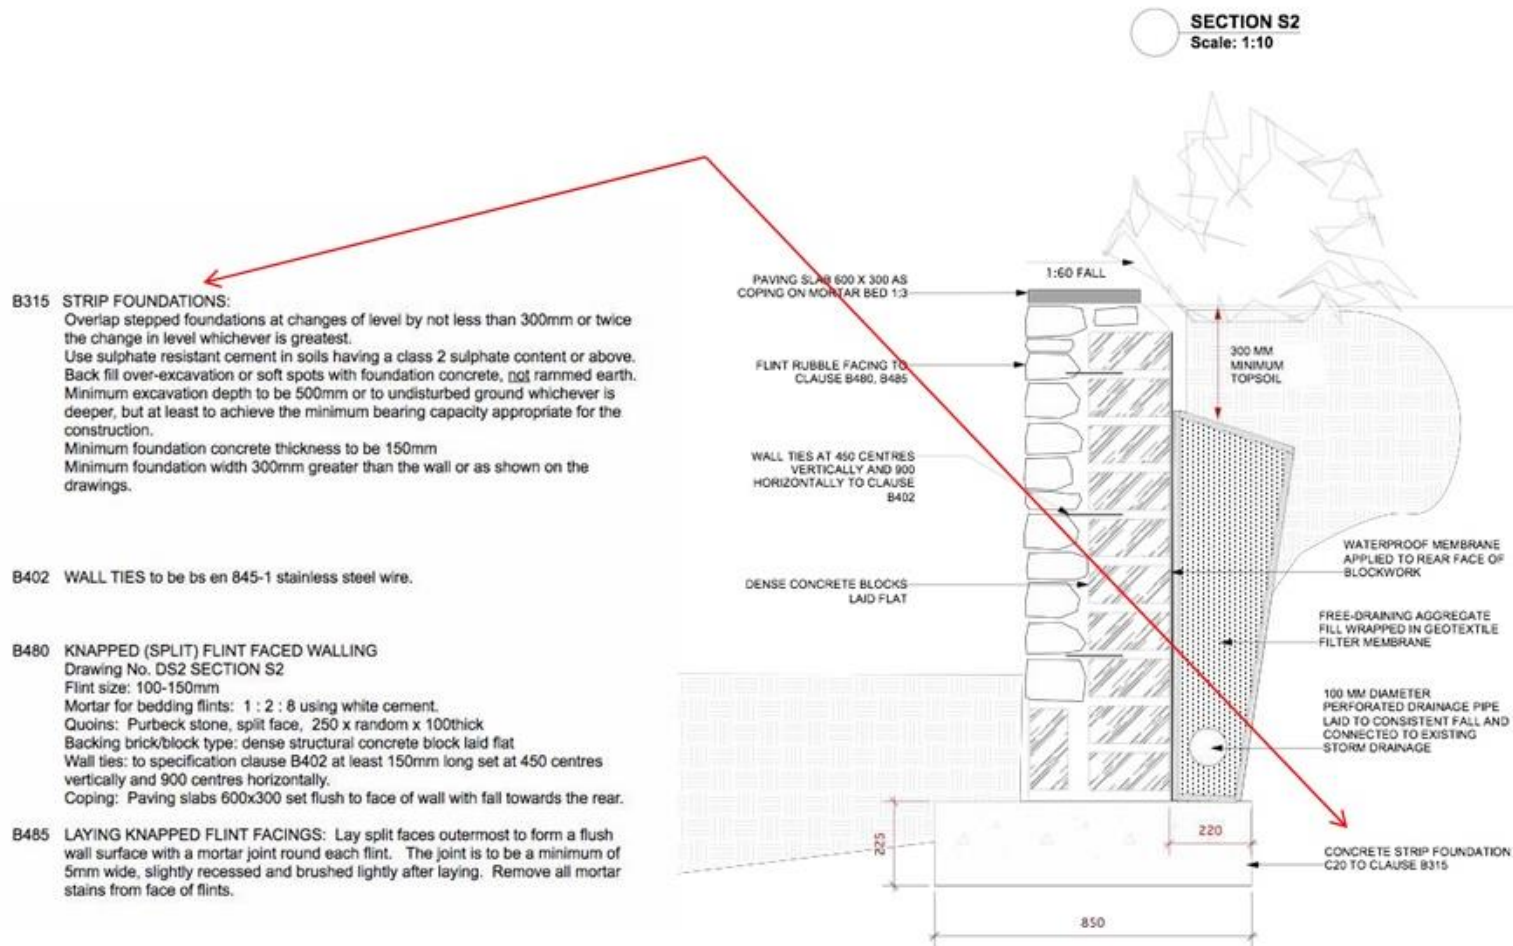 SECTION S2
Scale: 1:10
B315 STRIP FOUNDATIONS:
Overlap stepped foundations at changes of level by not less than 300mm or twice
the change in level whichever is greatest.
Use sulphate resistant cement in soils having a class 2 sulphate content or above.
Back fill over-excavation or soft spots with foundation concrete, not rammed earth.
Minimum excavation depth to be 500mm or to undisturbed ground whichever is
deeper, but at least to achieve the minimum bearing capacity appropriate for the
construction.
Minimum foundation concrete thickness to be 150mm
Minimum foundation width 300mm greater than the wall or as shown on the
drawings.
B402 WALL TIES to be bs en 845-1 stainless steel wire.
B480 KNAPPED (SPLIT) FLINT FACED WALLING
Drawing No. DS2 SECTION S2
Flint size: 100-150mm
Mortar for bedding flints: 1 : 2 : 8 using white cement.
Quoins: Purbeck stone, split face, 250 x random x 100thick
Backing brick/block type: dense structural concrete block laid flat
Wall ties: to specification clause B402 at least 150mm long set at 450 centres
vertically and 900 centres horizontally.
Coping: Paving slabs 600x300 set flush to face of wall with fall towards the rear.
B485 LAYING KNAPPED FLINT FACINGS: Lay split faces outermost to form a flush
wall surface with a mortar joint round each flint. The joint is to be a minimum of
5mm wide, slightly recessed and brushed lightly after laying. Remove all mortar
stains from face of flints.
PAVING SLAB 600 X 300 AS
COPING ON MORTAR BED 1:3
FLINT RUBBLE FACING TO
CLAUSE B480, B485
WALL TIES AT 450 CENTRES
VERTICALLY AND 900
HORIZONTALLY TO CLAUSE
B402
DENSE CONCRETE BLOCKS
LAID FLAT
1:60 FALL
300 MM
MINIMUM
TOPSOIL
WATERPROOF MEMBRANE
APPLIED TO REAR FACE OF
BLOCKWORK
FREE-DRAINING AGGREGATE
FILL WRAPPED IN GEOTEXTILE
FILTER MEMBRANE
100 MM DIAMETER
PERFORATED DRAINAGE PIPE
LAID TO CONSISTENT FALL AND
CONNECTED TO EXISTING
STORM DRAINAGE
CONCRETE STRIP FOUNDATION
C20 TO CLAUSE B315
225
220
850